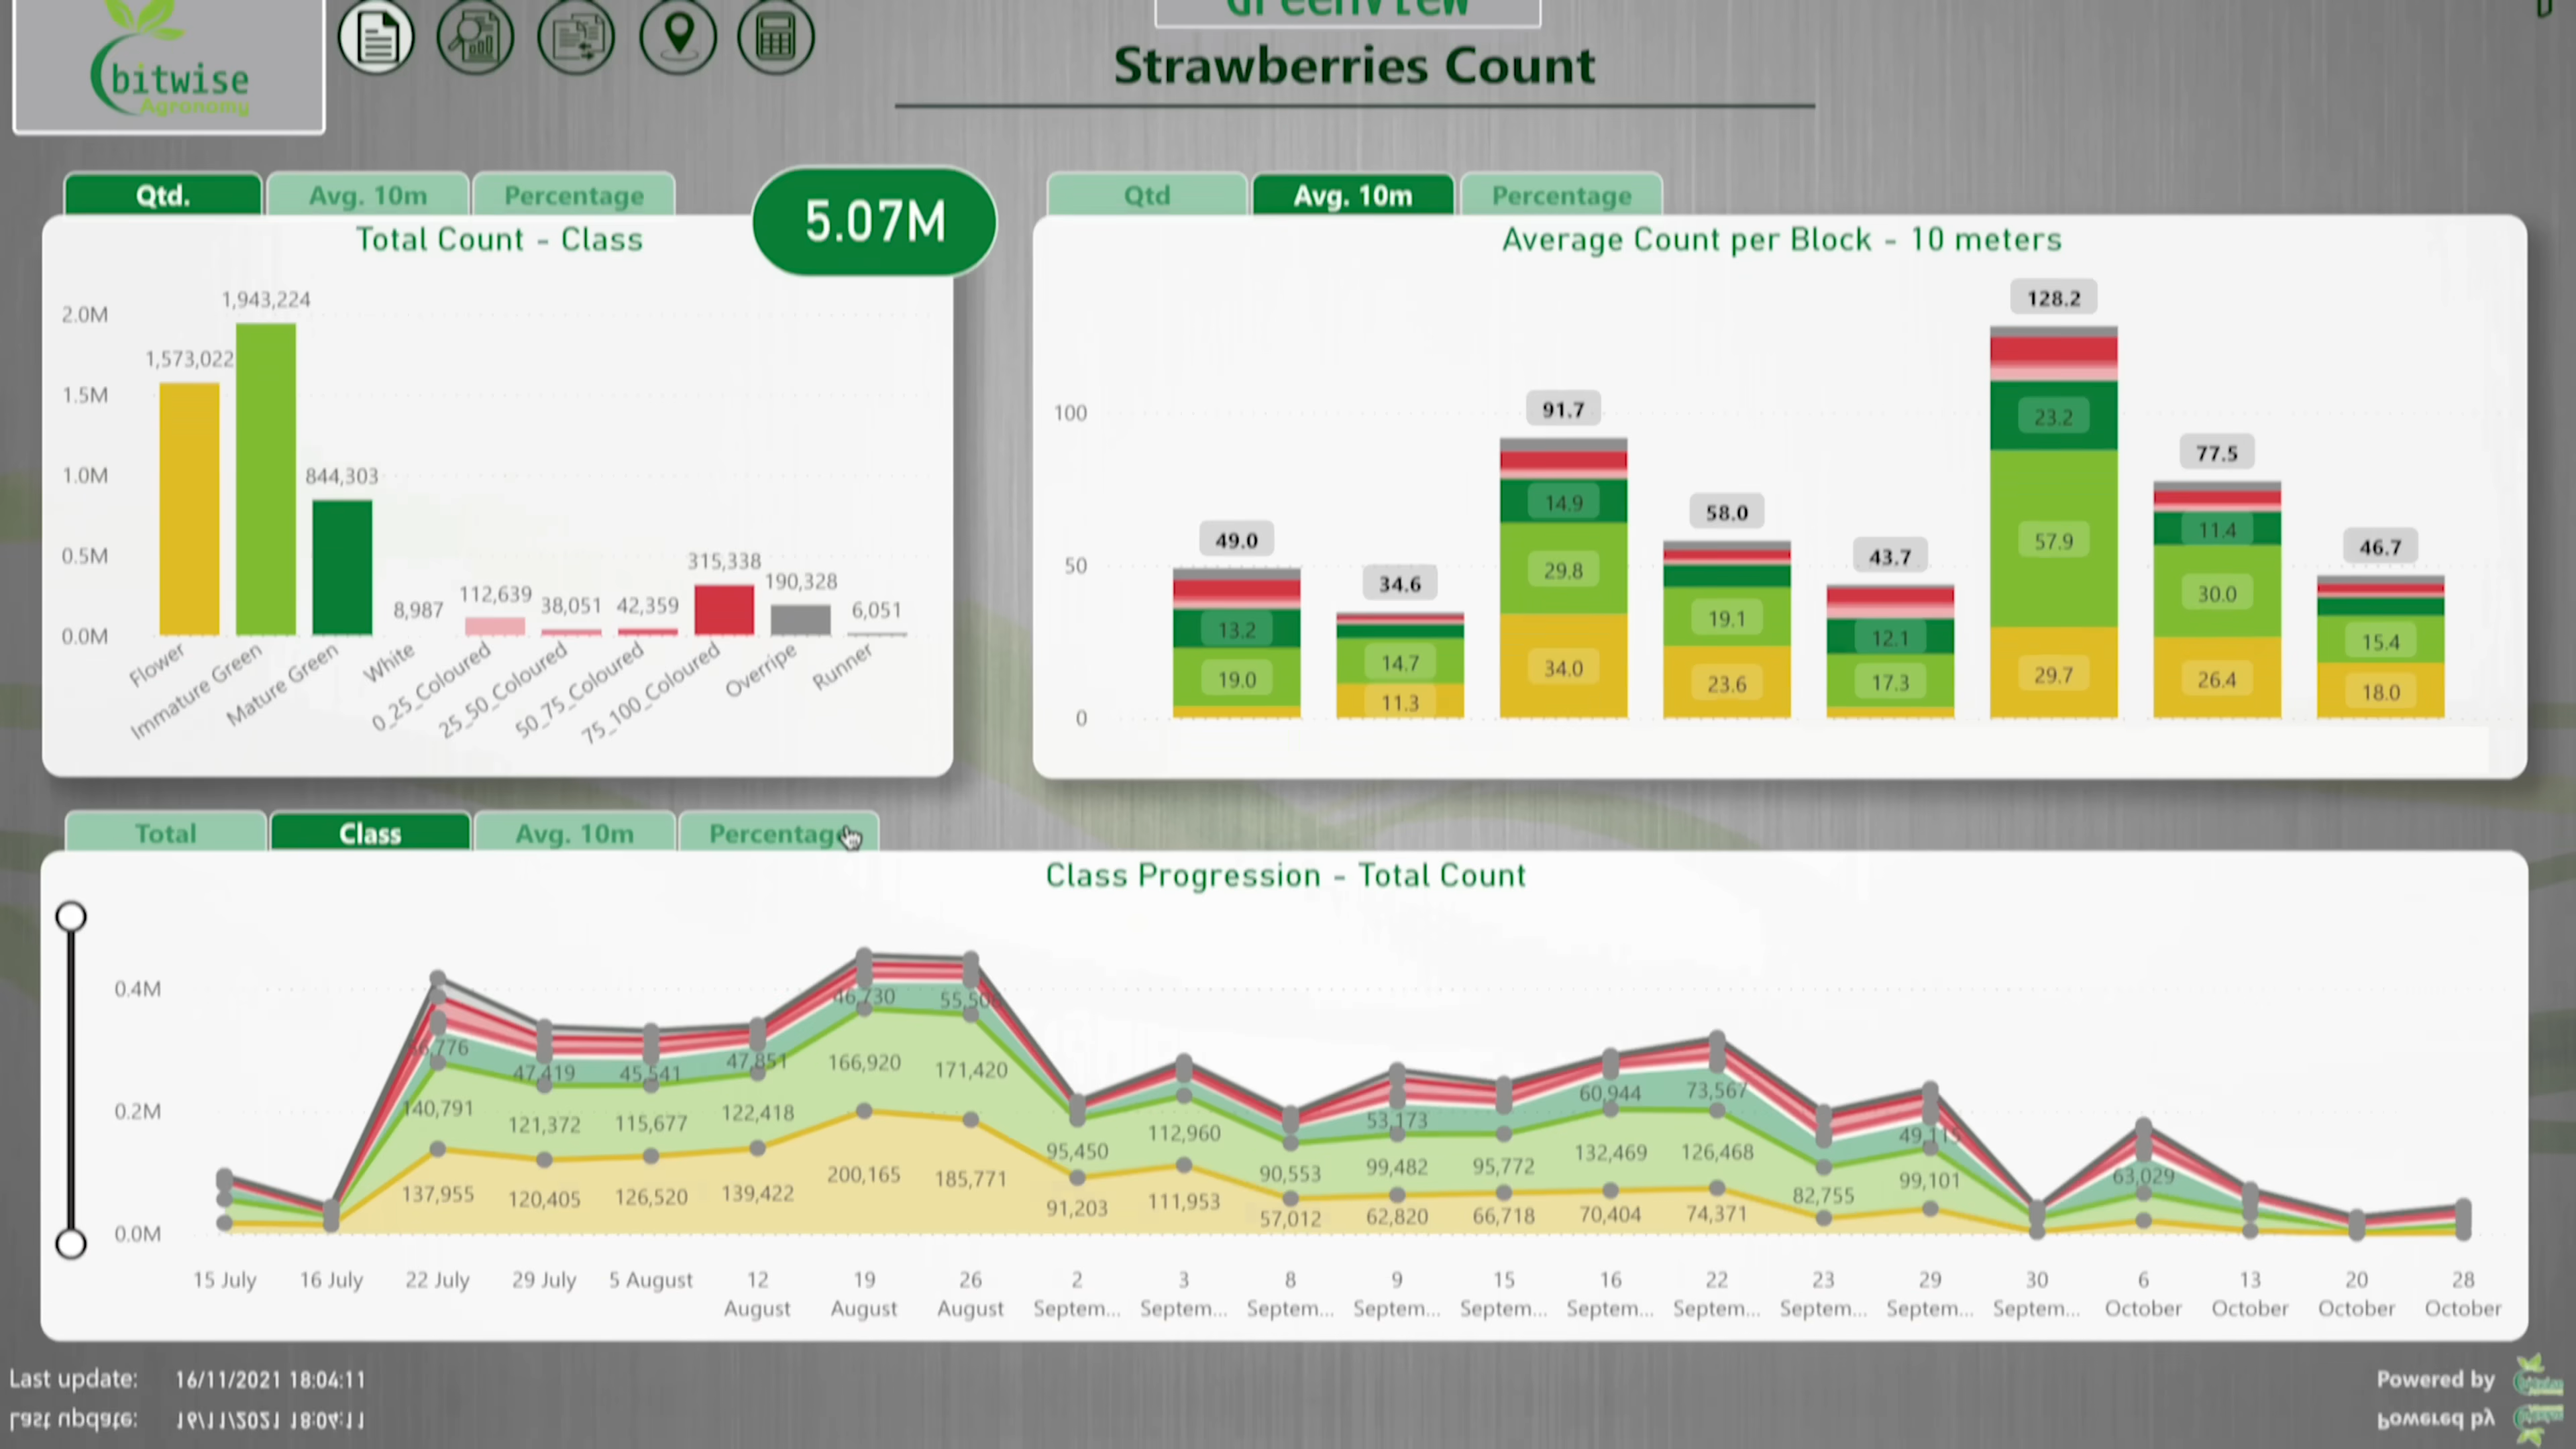 GreenView
bitwise
Agronomy
Strawberries Count
Qtd.
Avg. 10m
Percentage
5.07M
Total Count - Class
2.0M
1.5M
1.0M
0.5M
0.0M
1,573,022
1,943,224
844,303
8,987
112,639
38,051
42,359
315,338
190,328
6,051
Flower
Immature Green
Mature Green
White
0_25_Coloured
25_50_Coloured
50_75_Coloured
75_100_Coloured
Overripe
Runner
Qtd
Avg. 10m
Percentage
Average Count per Block - 10 meters
100
50
0
49.0
13.2
19.0
34.6
14.7
11.3
91.7
14.9
29.8
34.0
58.0
19.1
23.6
43.7
12.1
17.3
128.2
23.2
57.9
29.7
77.5
11.4
30.0
26.4
46.7
15.4
18.0
Total
Class
Avg. 10m
Percentage
Class Progression - Total Count
0.4M
0.2M
0.0M
140,791
137,955
47,419
121,372
120,405
45,541
115,677
126,520
47,851
122,418
139,422
46,730
166,920
200,165
171,420
185,771
95,450
91,203
112,960
111,953
90,553
57,012
53,173
99,482
62,820
95,772
66,718
60,944
132,469
70,404
73,567
126,468
74,371
82,755
99,101
63,029
15 July
16 July
22 July
29 July
5 August
12 August
19 August
26 August
2 Septem...
3 Septem...
8 Septem...
9 Septem...
15 Septem...
16 Septem...
22 Septem...
23 Septem...
29 Septem...
30 Septem...
6 October
13 October
20 October
28 October
Last update: 16/11/2021 18:04:11
Powered by